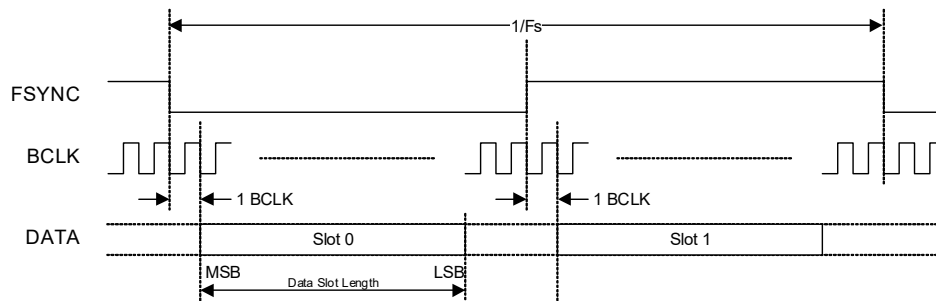 1/Fs
FSYNC
BCLK
1 BCLK 1 BCLK
DATA Slot 0 Slot 1
MSB LSB
Data Slot Length